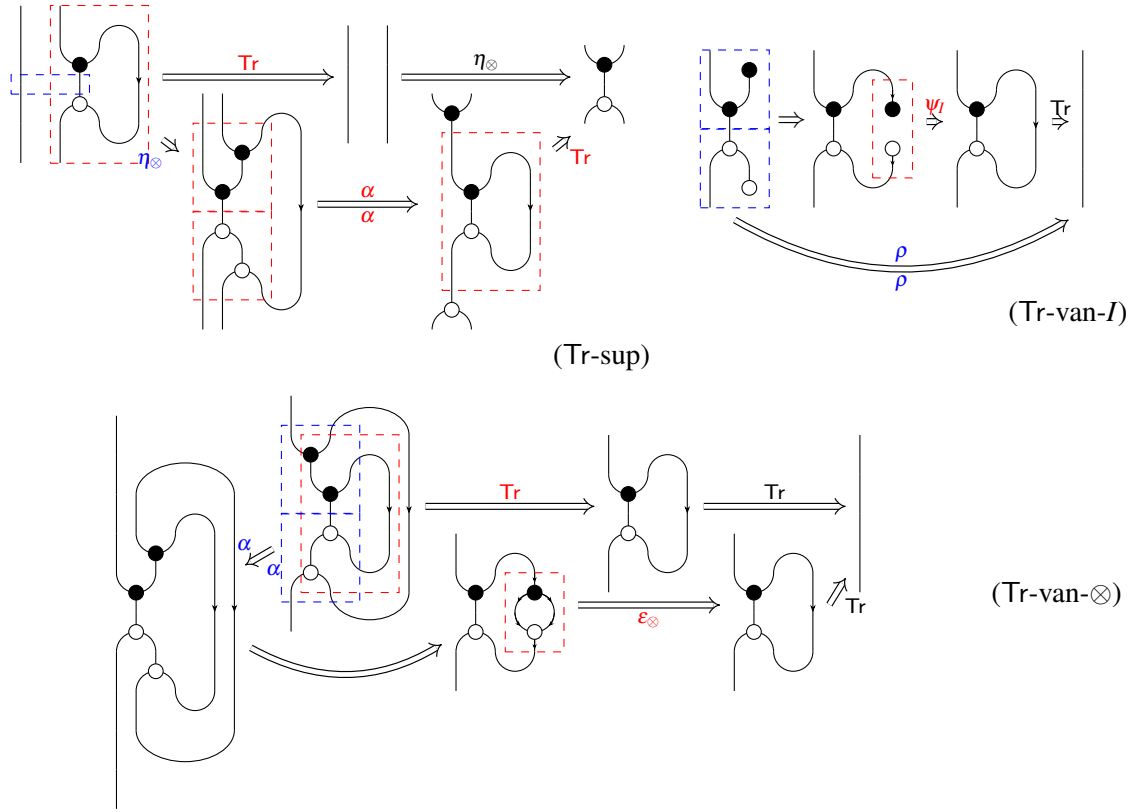 Tr
η⊗
η⊗
α
α
Tr
(Tr-sup)
ψI
Tr
ρ
ρ
(Tr-van-I)
α
α
Tr
Tr
ε⊗
Tr
(Tr-van-⊗)